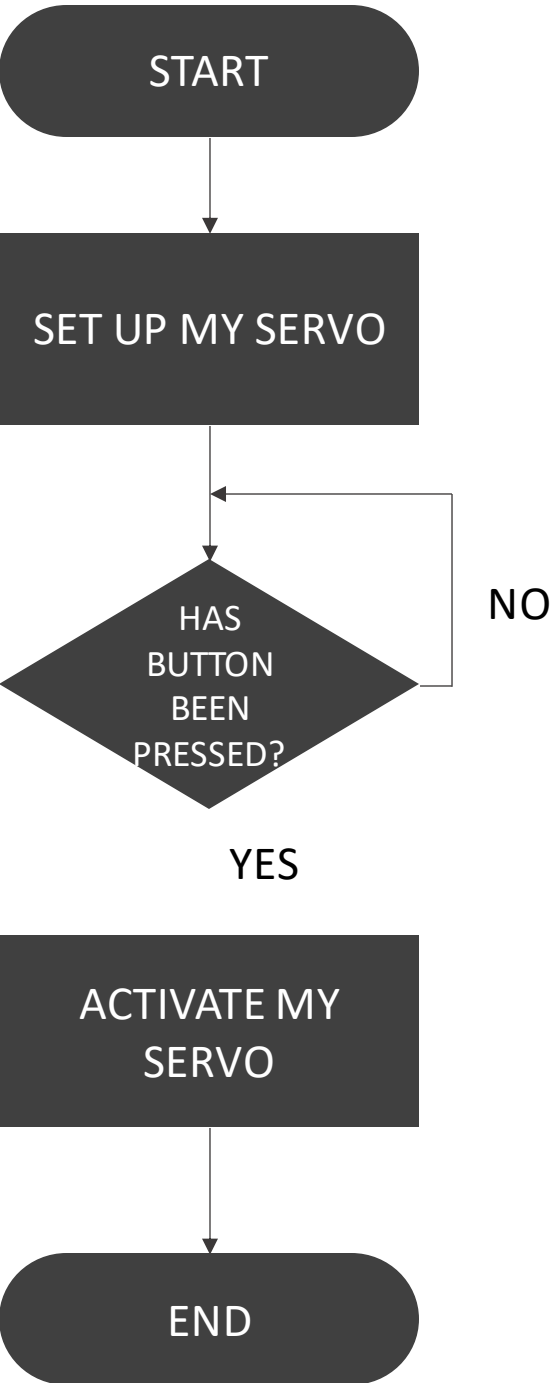 START
SET UP MY SERVO
NO
HAS
BUTTON
BEEN
PRESSED?
YES
ACTIVATE MY
SERVO
END